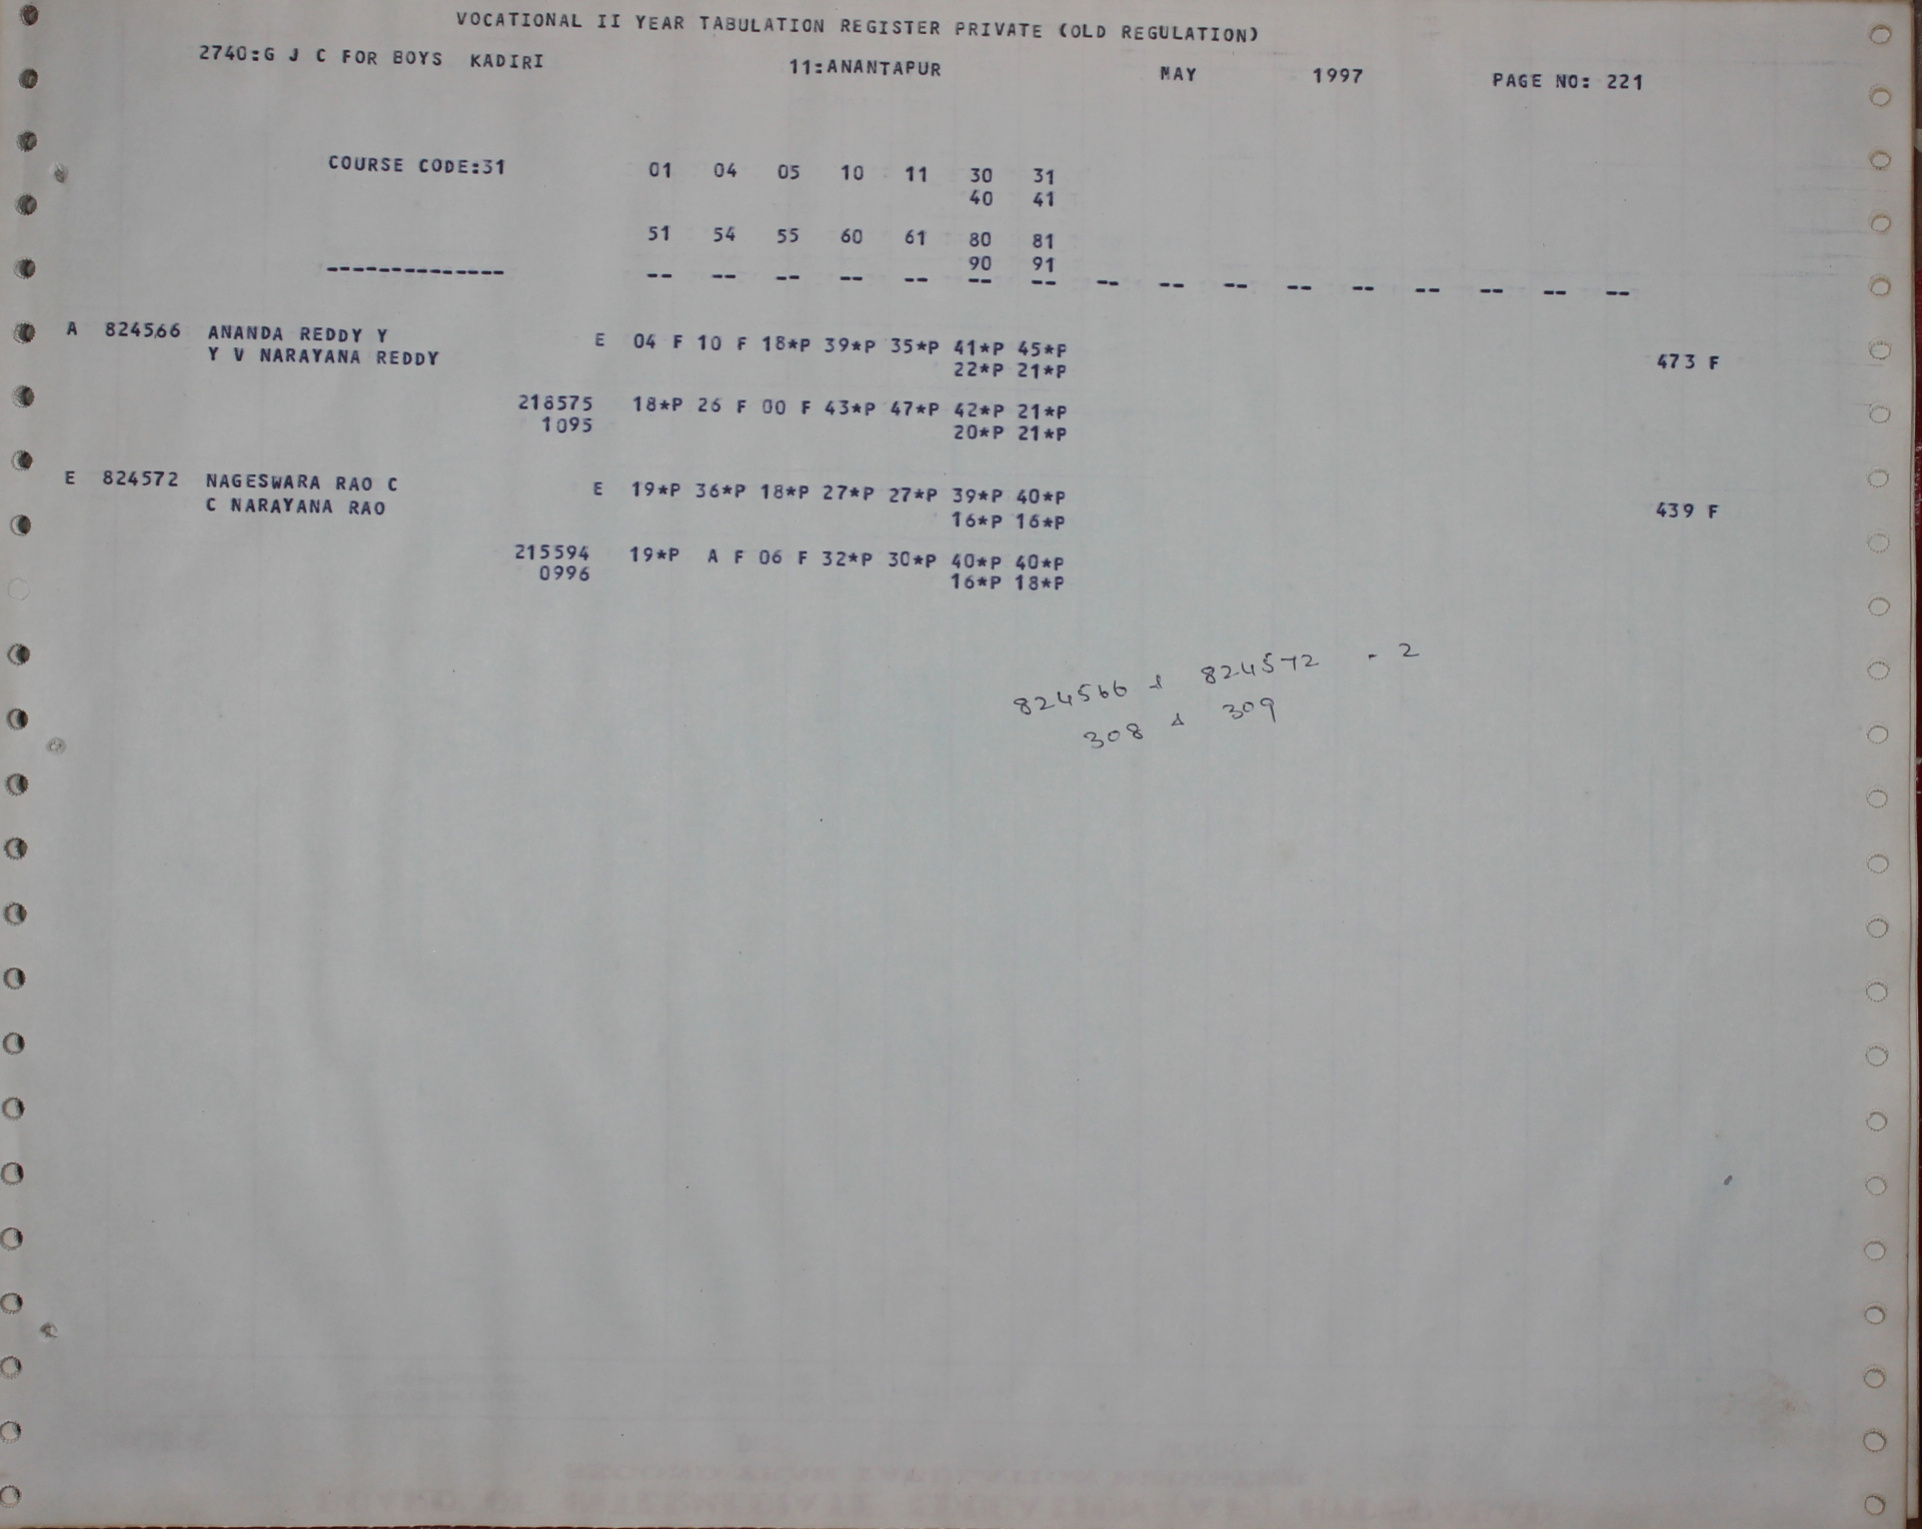 VOCATIONAL II YEAR TABULATION REGISTER PRIVATE (OLD REGULATION)
2740:G J C FOR BOYS KADIRI 11:ANANTAPUR MAY 1997 PAGE NO: 221
COURSE CODE:31 01 04 05 10 11 30 31
40 41
51 54 55 60 61 80 81
90 91
-------------- -- -- -- -- -- -- -- -- -- -- -- -- -- -- -- --
A 824566 ANANDA REDDY Y E 04 F 10 F 18*P 39*P 35*P 41*P 45*P
Y V NARAYANA REDDY 22*P 21*P 473 F
218575 18*P 26 F 00 F 43*P 47*P 42*P 21*P
1095 20*P 21*P
E 824572 NAGESWARA RAO C E 19*P 36*P 18*P 27*P 27*P 39*P 40*P
C NARAYANA RAO 16*P 16*P 439 F
215594 19*P A F 06 F 32*P 30*P 40*P 40*P
0996 16*P 18*P
824566 & 824572 - 2
308 & 309